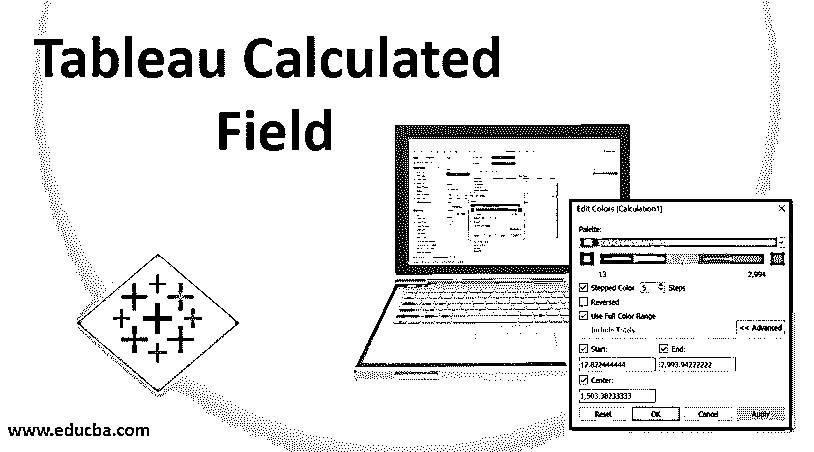 Tableau Calculated
Field
Edit Colors [Calculation1]
Palette:
13 2,994
Stepped Color 5 Steps
Reversed
Use Full Color Range
Include Totals
<< Advanced
Start: End:
2,993.94222222
Center:
1,503.38233333
Reset OK Cancel Apply
www.educba.com